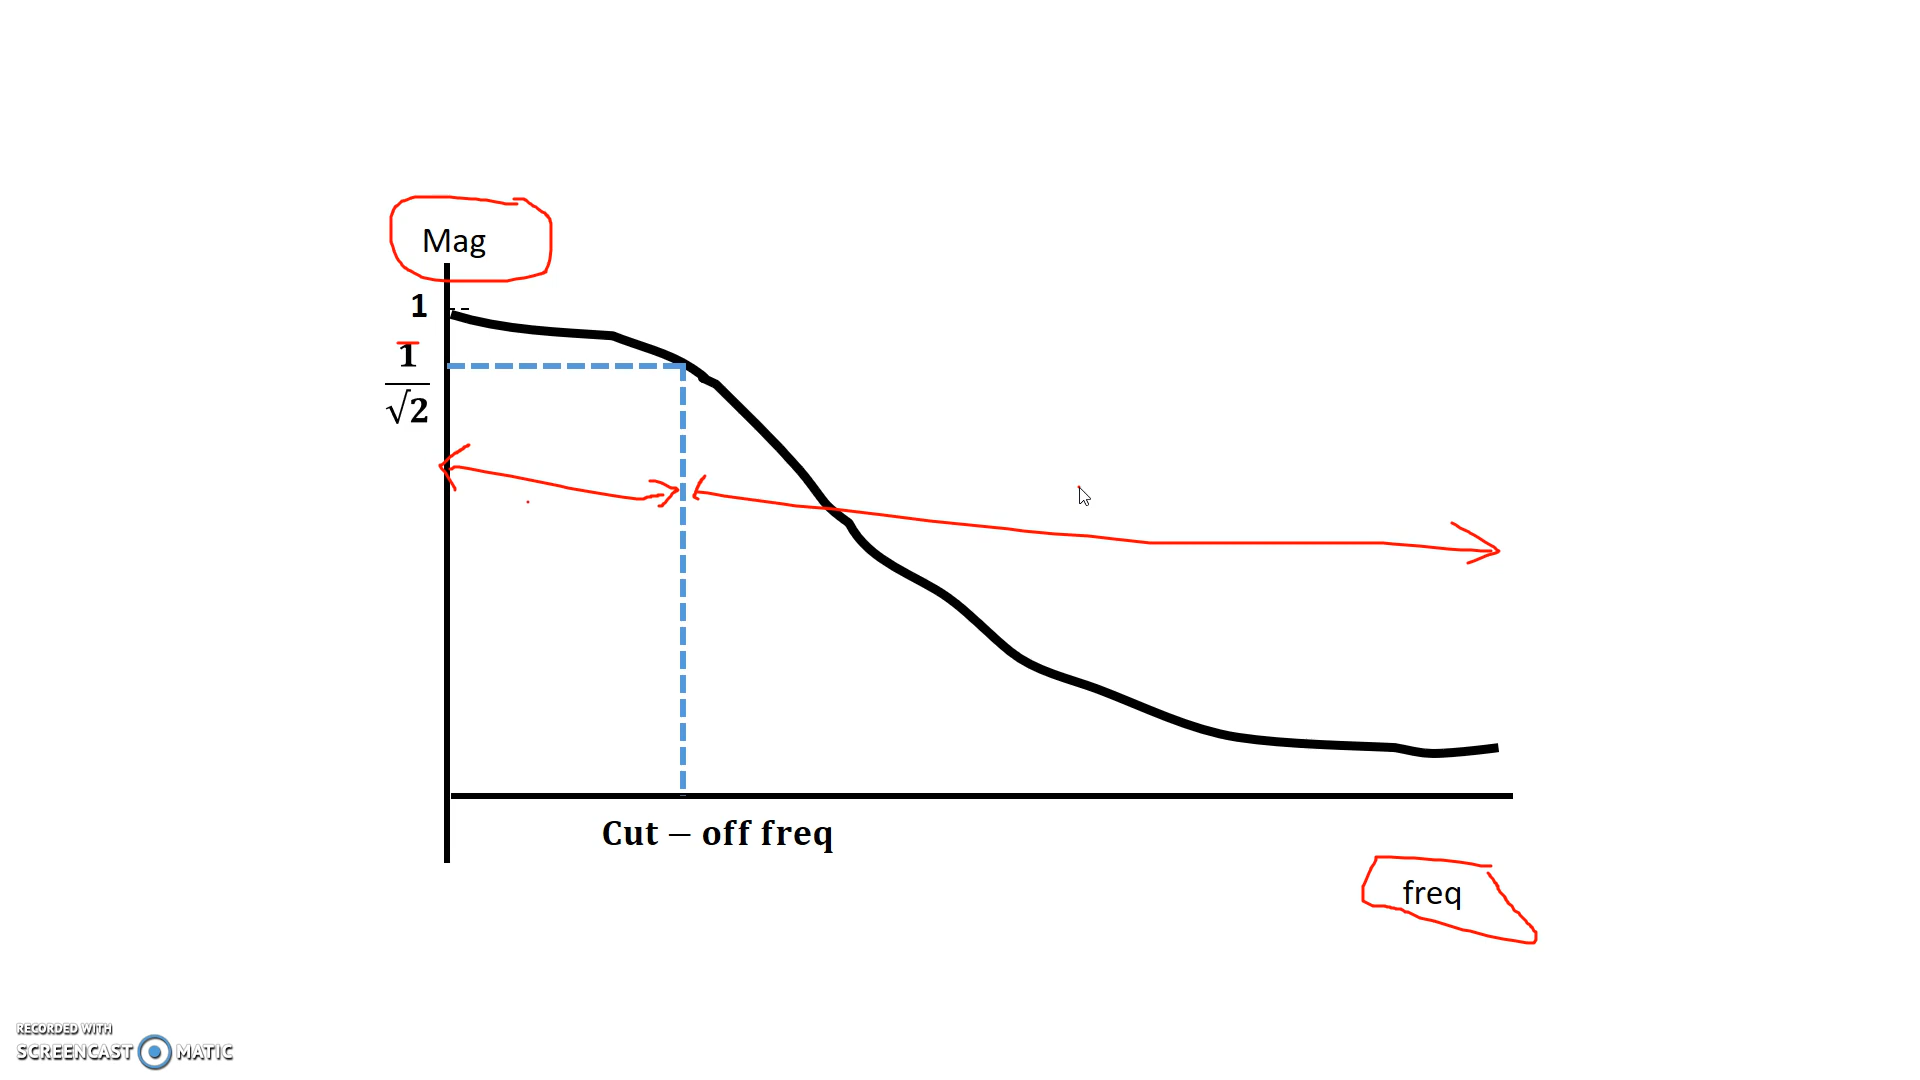 Mag
1
1
√2
Cut – off freq
freq
RECORDED WITH
SCREENCAST MATIC